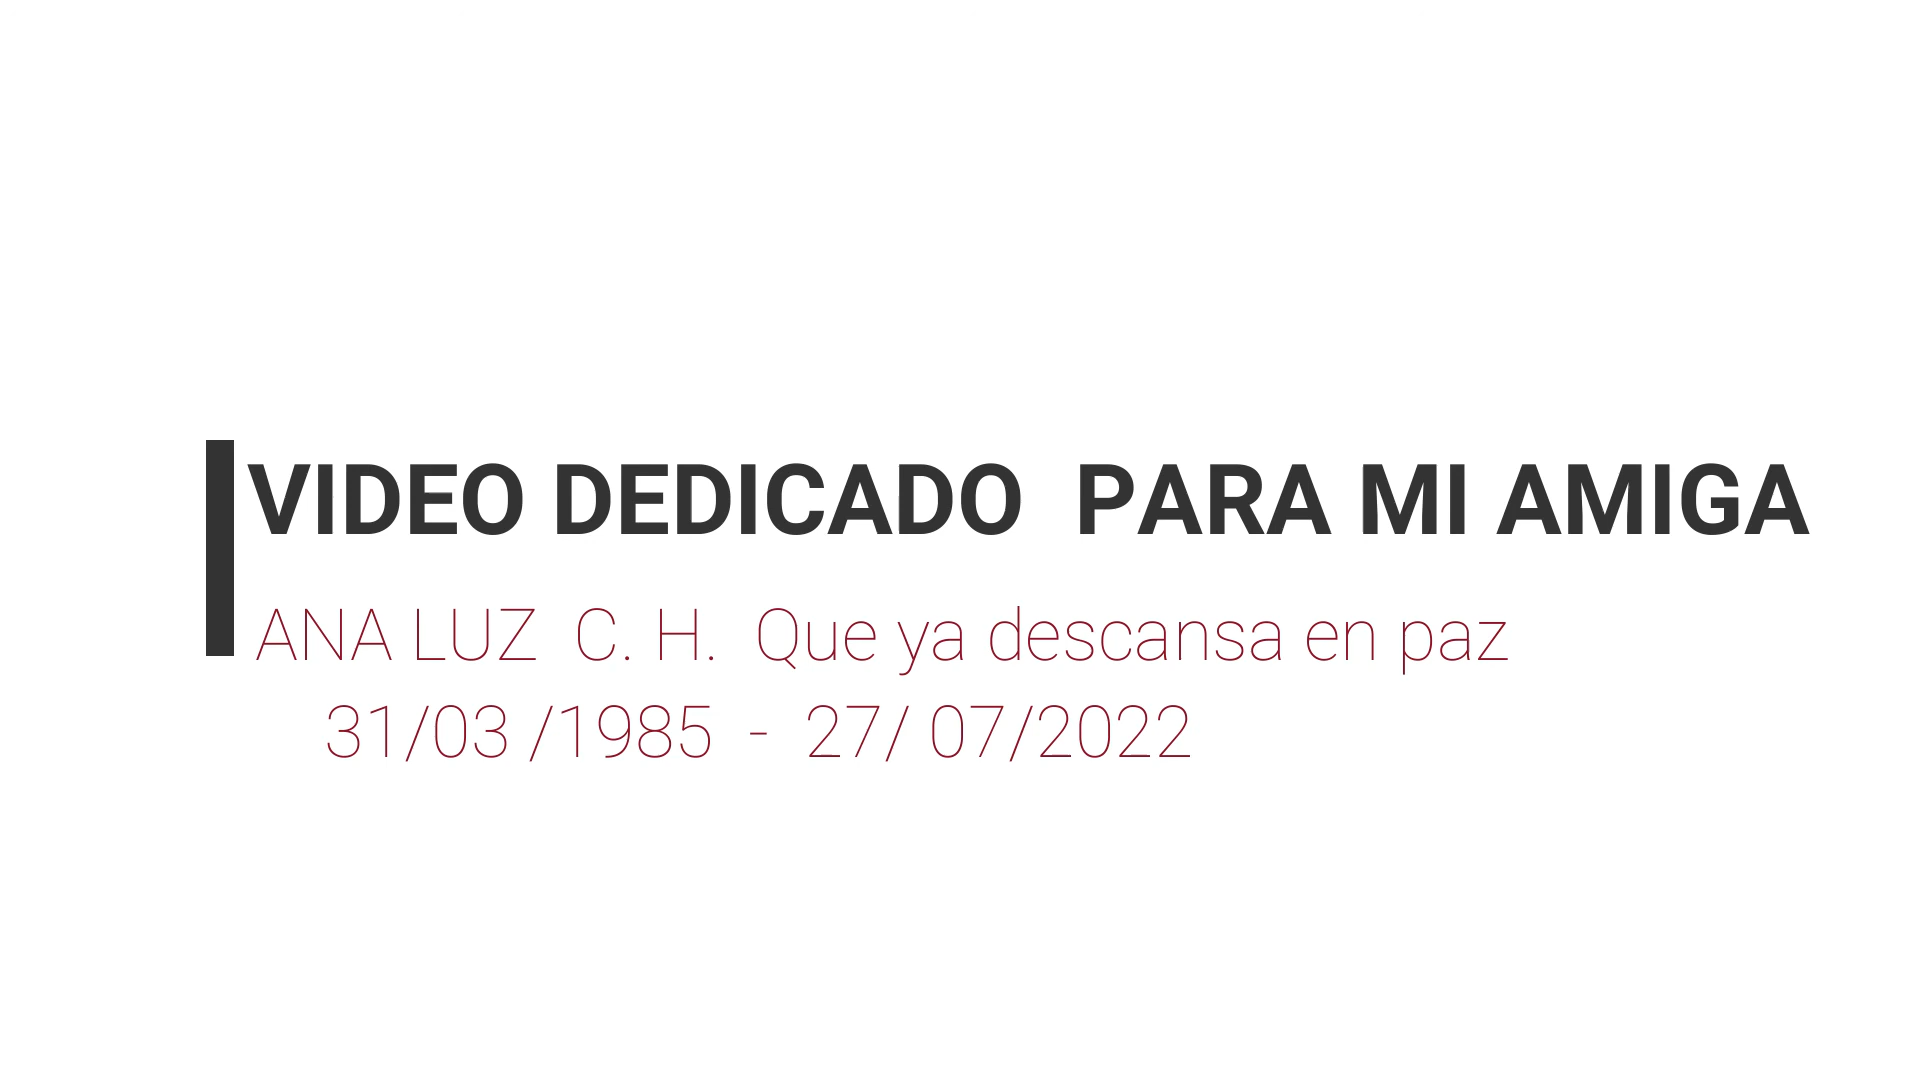 VIDEO DEDICADO  PARA MI AMIGA
ANA LUZ  C. H.  Que ya descansa en paz
31/03 /1985  -  27/ 07/2022